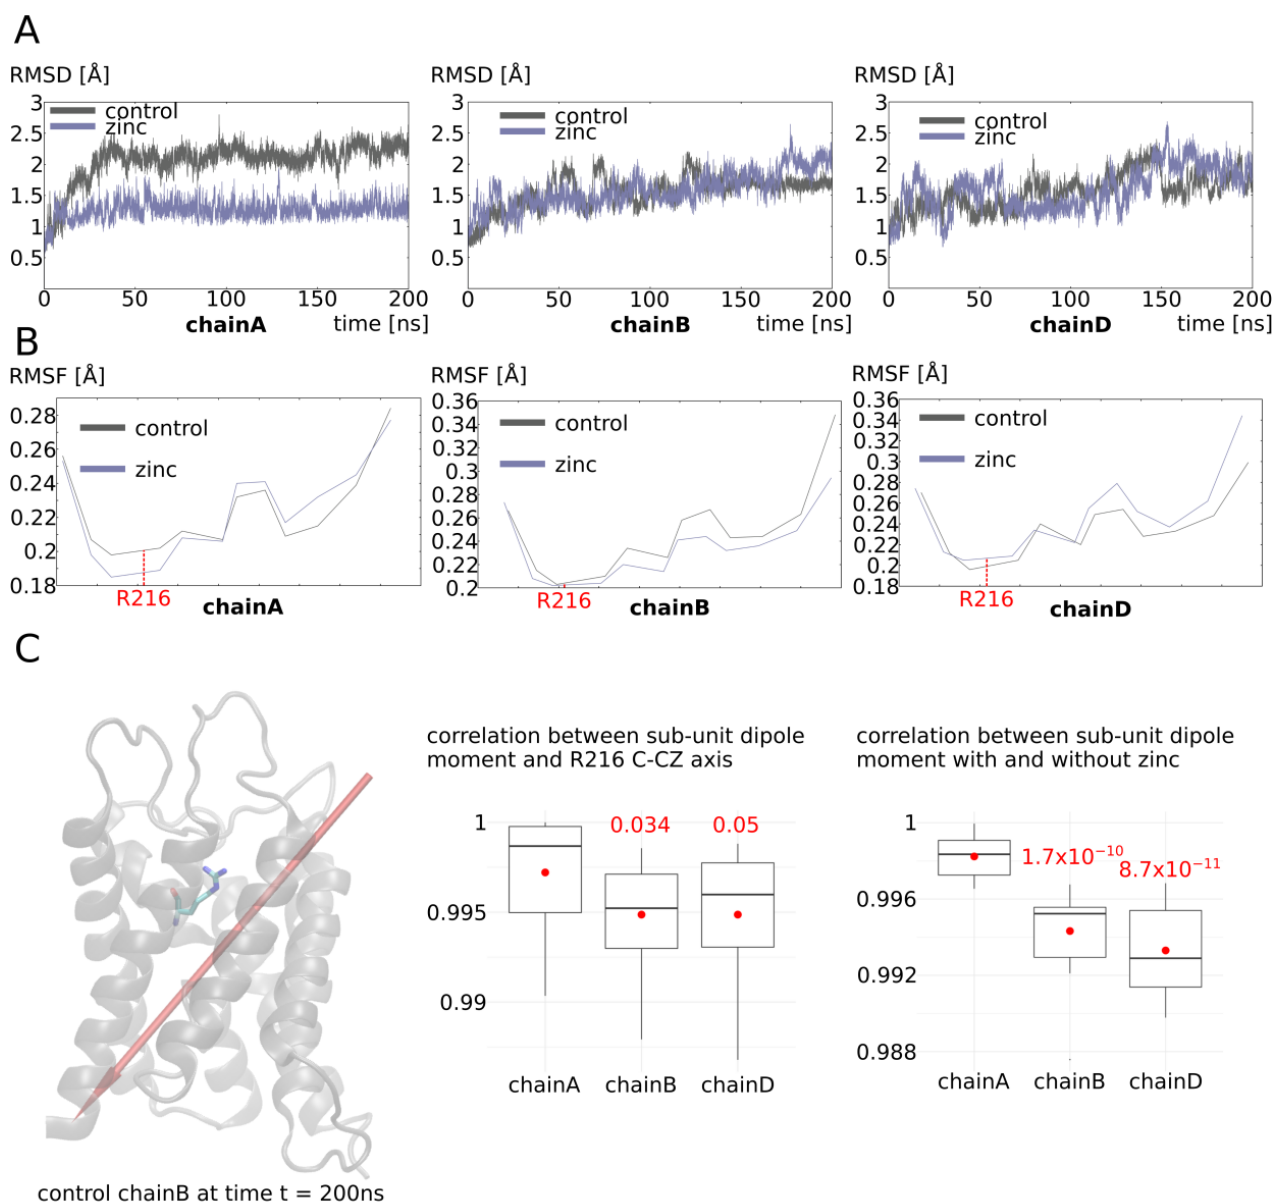 A
RMSD [Å]
RMSD [Å]
RMSD [Å]
3
2.5
2
1.5
1
0.5
control
zinc
0
50
100
150
200
chainA
time [ns]
3
2.5
2
1.5
1
0.5
control
zinc
0
50
100
150
200
chainB
time [ns]
3
2.5
2
1.5
1
0.5
control
zinc
0
50
100
150
200
chainD
time [ns]
B
RMSF [Å]
RMSF [Å]
RMSF [Å]
0.28
0.24
0.21
0.2
0.18
control
zinc
R216
chainA
0.36
0.34
0.32
0.3
0.28
0.26
0.24
0.22
0.2
control
zinc
R216
chainB
0.36
0.34
0.32
0.3
0.28
0.26
0.24
0.22
0.2
0.18
control
zinc
R216
chainD
C
control chainB at time t = 200ns
correlation between sub-unit dipole
moment and R216 C-CZ axis
1
0.995
0.99
0.034
0.05
chainA
chainB
chainD
correlation between sub-unit dipole
moment with and without zinc
1
0.996
0.992
0.988
1.7x10⁻¹⁰
8.7x10⁻¹¹
chainA
chainB
chainD